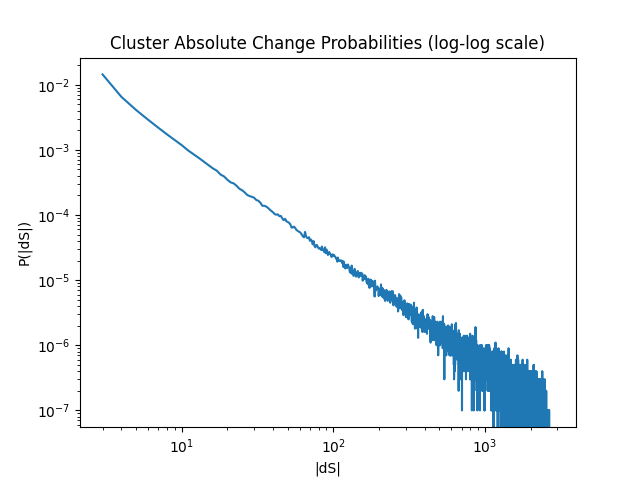 Cluster Absolute Change Probabilities (log-log scale)
P(|dS|)
10⁻²
10⁻³
10⁻⁴
10⁻⁵
10⁻⁶
10⁻⁷
10¹ 10² 10³
|dS|